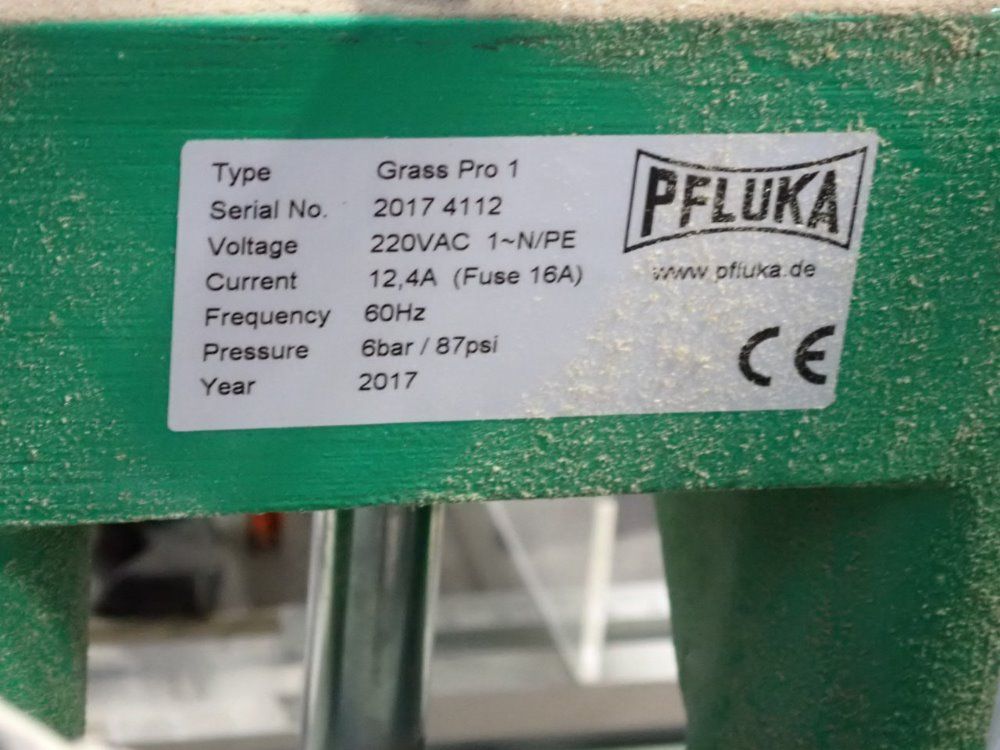 Type Grass Pro 1
Serial No. 2017 4112
Voltage 220VAC 1~N/PE
Current 12,4A (Fuse 16A)
Frequency 60Hz
Pressure 6bar / 87psi
Year 2017
PFLUKA
www.pfluka.de
CE